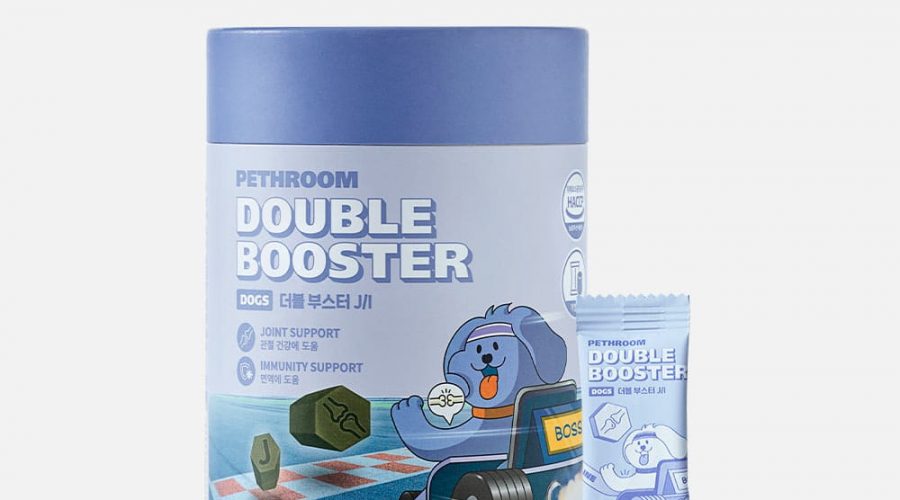 PETHROOM
DOUBLE
BOOSTER
DOGS 더블 부스터 J/I
JOINT SUPPORT
관절 건강에 도움
IMMUNITY SUPPORT
면역에 도움
HACCP
BOSS
J
PETHROOM
DOUBLE
BOOSTER
DOGS 더블 부스터 J/I